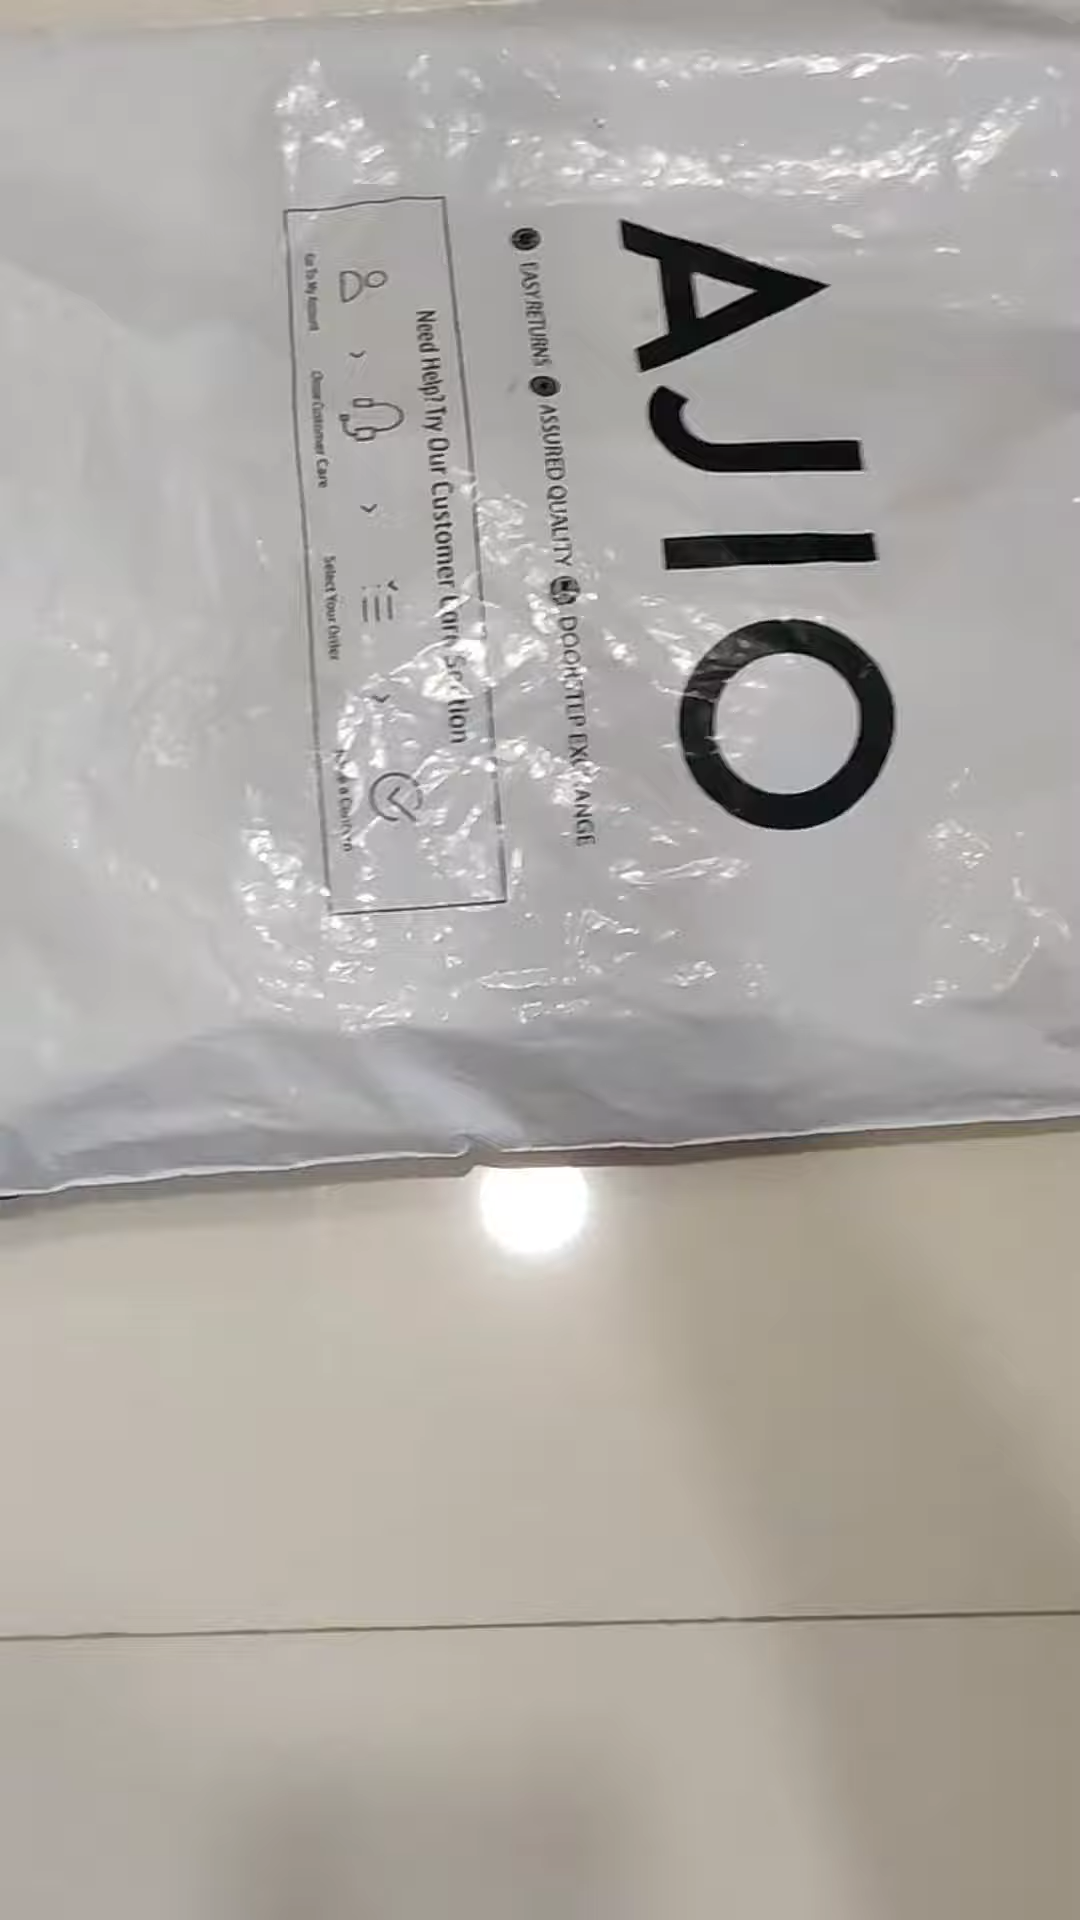 AJIO
EASY RETURNS ASSURED QUALITY DOORSTEP EXCHANGE
Need Help? Try Our Customer Care Section
Go To My Account Customer Care Select Your Order